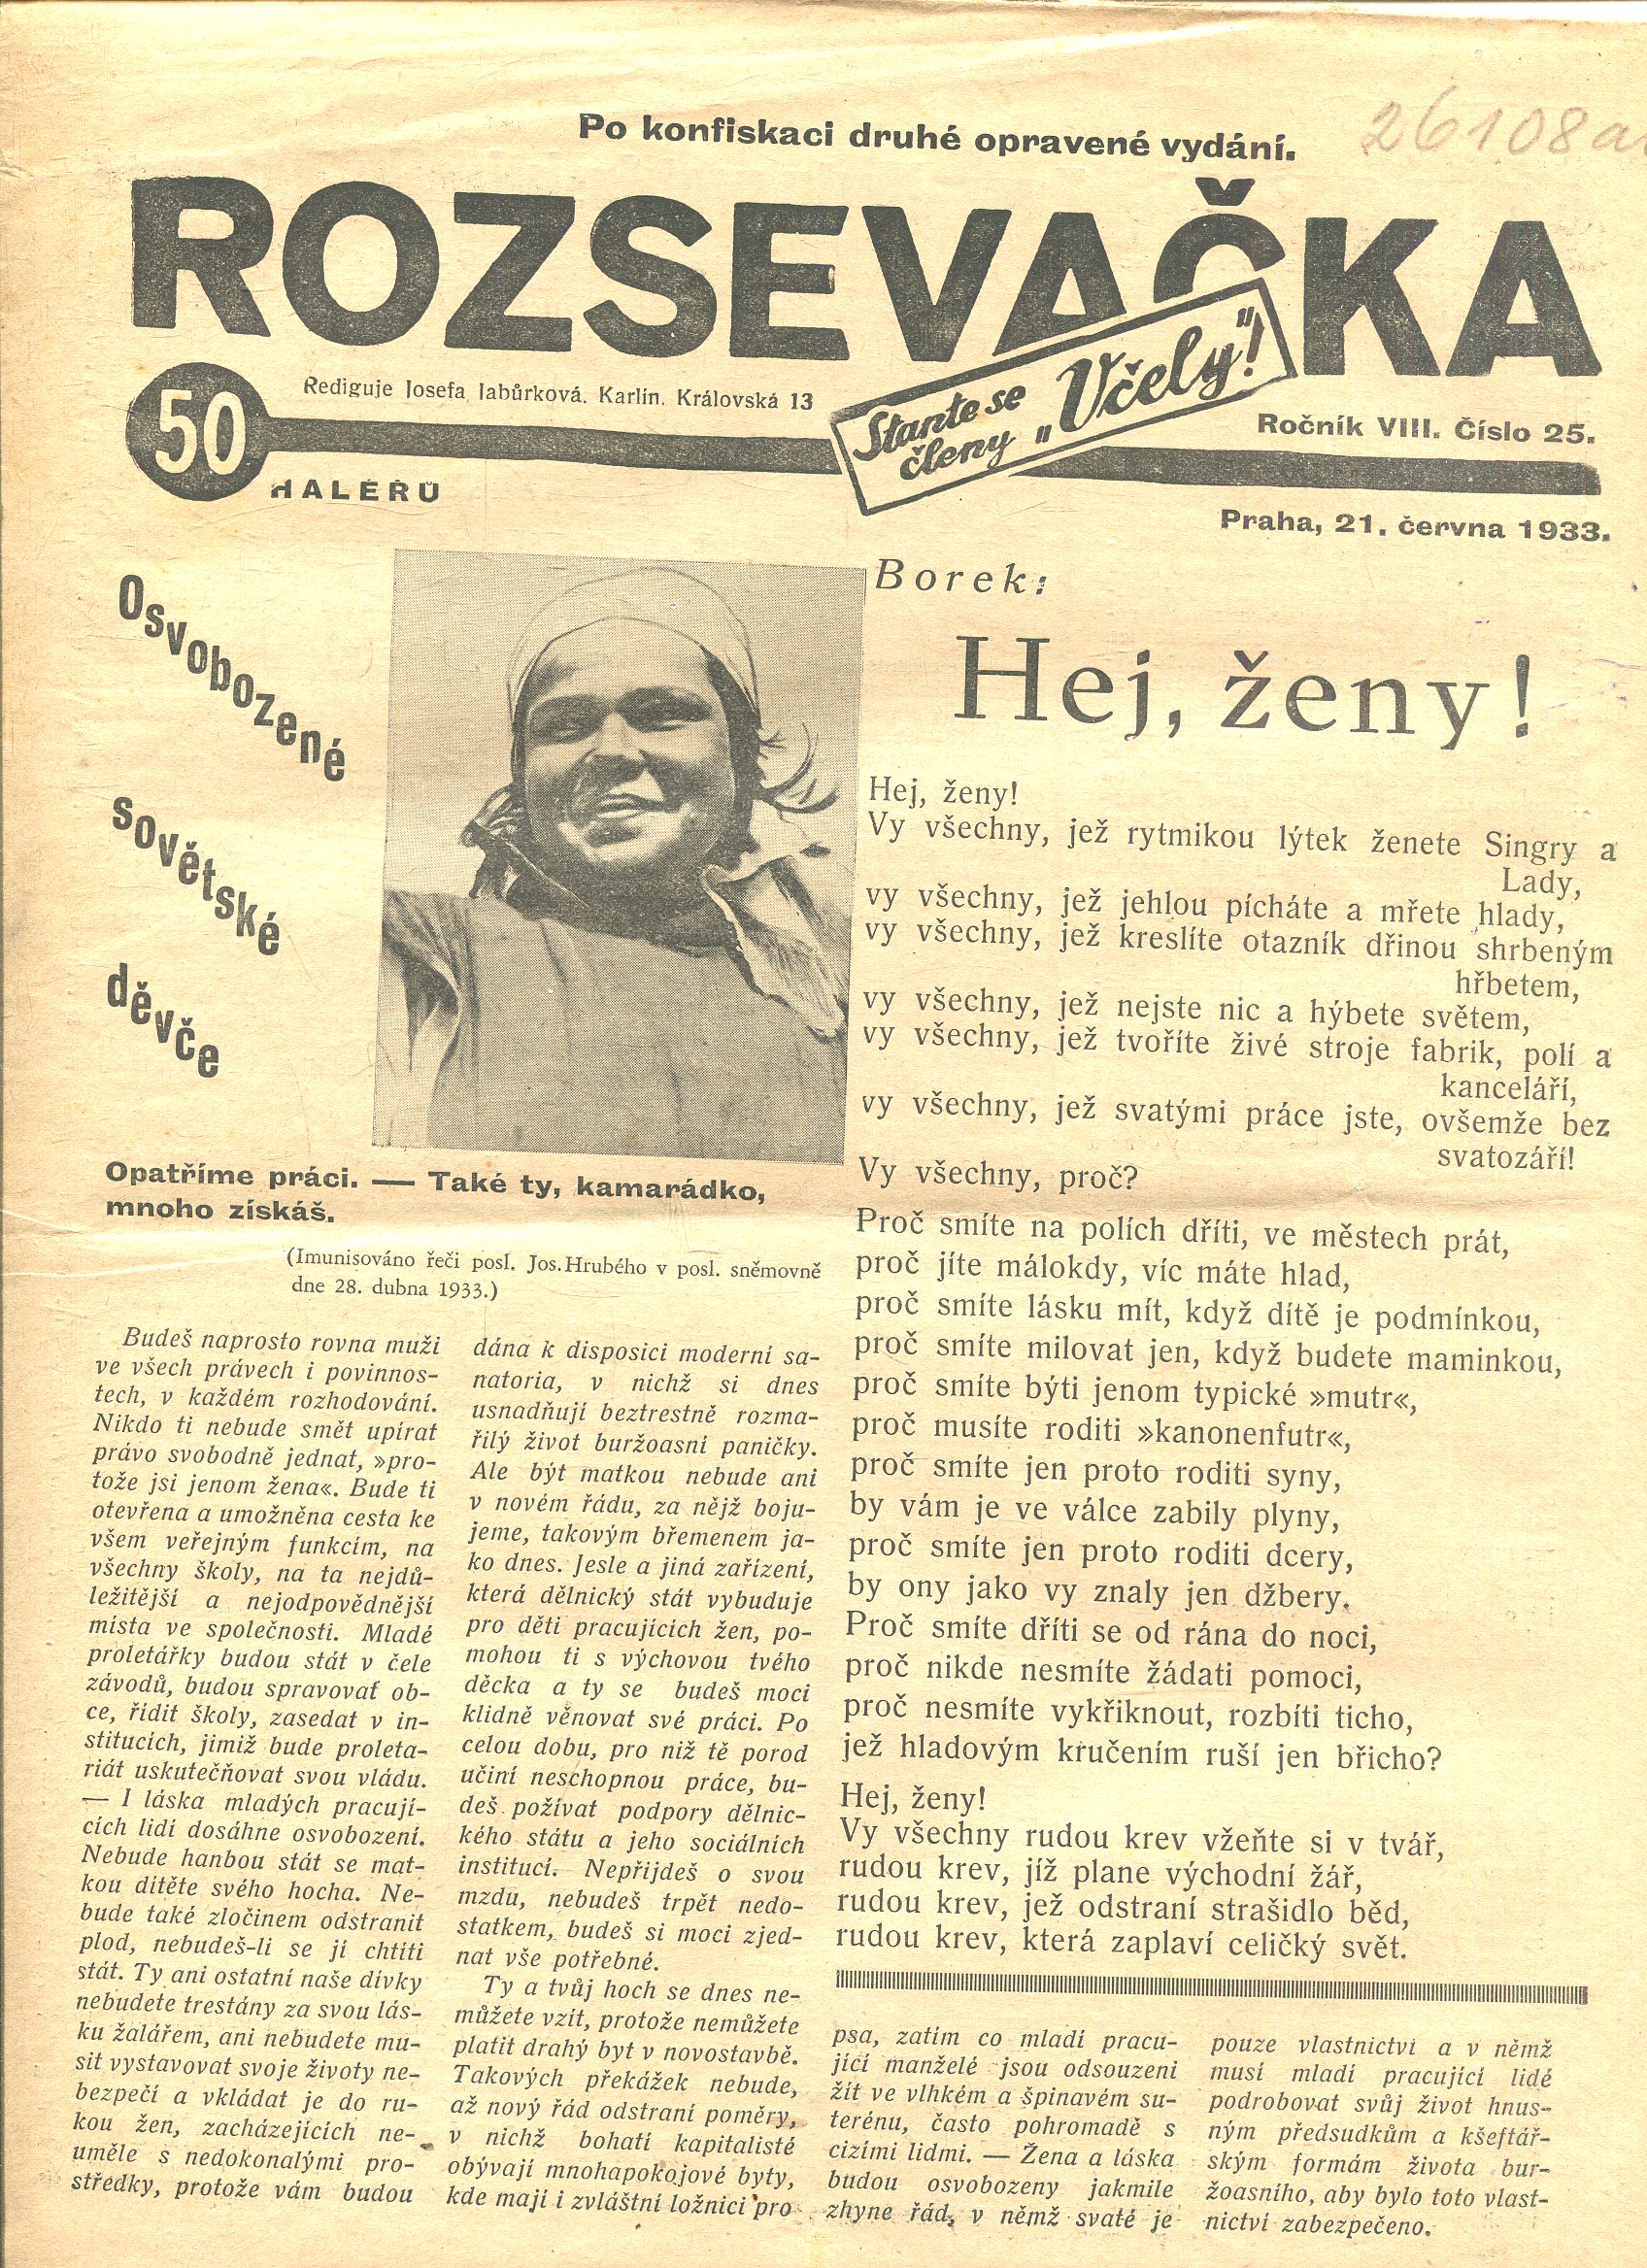 26108a
Po konfiskaci druhé opravené vydání.
ROZSEVAČKA
50
HALÉŘŮ
Rediguje Josefa Jabůrková. Karlín. Královská 13
Staňte se
členy „Včely"!
Ročník VIII. Číslo 25.
Praha, 21. června 1933.
Osvobozené
sovětské
děvče
Opatříme práci. — Také ty, kamarádko,
mnoho získáš.
(Imunisováno řečí posl. Jos.Hrubého v posl. sněmovně
dne 28. dubna 1933.)
Budeš naprosto rovna muži
ve všech právech i povinnos-
tech, v každém rozhodování.
Nikdo ti nebude smět upírat
právo svobodně jednat, »pro-
tože jsi jenom žena«. Bude ti
otevřena a umožněna cesta ke
všem veřejným funkcím, na
všechny školy, na ta nejdů-
ležitější a nejodpovědnější
místa ve společnosti. Mladé
proletářky budou stát v čele
závodů, budou spravovat ob-
ce, řídit školy, zasedat v in-
stitucích, jimiž bude proleta-
riát uskutečňovat svou vládu.
— I láska mladých pracují-
cích lidí dosáhne osvobození.
Nebude hanbou stát se mat-
kou dítěte svého hocha. Ne-
bude také zločinem odstranit
plod, nebudeš-li se jí chtíti
stát. Ty ani ostatní naše dívky
nebudete trestány za svou lás-
ku žalářem, ani nebudete mu-
sit vystavovat svoje životy ne-
bezpečí a vkládat je do ru-
kou žen, zacházejících ne-
uměle s nedokonalými pro-
středky, protože vám budou
dána k disposici moderní sa-
natoria, v nichž si dnes
usnadňují beztrestně rozma-
řilý život buržoasní paničky.
Ale být matkou nebude ani
v novém řádu, za nějž boju-
jeme, takovým břemenem ja-
ko dnes. Jesle a jiná zařízení,
která dělnický stát vybuduje
pro děti pracujících žen, po-
mohou ti s výchovou tvého
děcka a ty se budeš moci
klidně věnovat své práci. Po
celou dobu, pro niž tě porod
učiní neschopnou práce, bu-
deš požívat podpory dělnic-
kého státu a jeho sociálních
institucí. Nepřijdeš o svou
mzdu, nebudeš trpět nedo-
statkem, budeš si moci zjed-
nat vše potřebné.
Ty a tvůj hoch se dnes ne-
můžete vzít, protože nemůžete
platit drahý byt v novostavbě.
Takových překážek nebude,
až nový řád odstraní poměry,
v nichž bohatí kapitalisté
obývají mnohapokojové byty,
kde mají i zvláštní ložnici pro
psa, zatím co mladí pracu-
jící manželé jsou odsouzeni
žít ve vlhkém a špinavém su-
terénu, často pohromadě s
cizími lidmi. — Žena a láska
budou osvobozeny jakmile
zhyne řád, v němž svaté je
pouze vlastnictví a v němž
musí mladí pracující lidé
podrobovat svůj život hnus-
ným předsudkům a kšeftář-
ským formám života bur-
žoasního, aby bylo toto vlast-
nictví zabezpečeno.
Borek:
Hej, ženy!
Hej, ženy!
Vy všechny, jež rytmikou lýtek ženete Singry a
Lady,
vy všechny, jež jehlou pícháte a mřete hlady,
vy všechny, jež kreslíte otazník dřinou shrbeným
hřbetem,
vy všechny, jež nejste nic a hýbete světem,
vy všechny, jež tvoříte živé stroje fabrik, polí a
kanceláří,
vy všechny, jež svatými práce jste, ovšemže bez
svatozáří!
Vy všechny, proč?
Proč smíte na polích dříti, ve městech prát,
proč jíte málokdy, víc máte hlad,
proč smíte lásku mít, když dítě je podmínkou,
proč smíte milovat jen, když budete maminkou,
proč smíte býti jenom typické »mutr«,
proč musíte roditi »kanonenfutr«,
proč smíte jen proto roditi syny,
by vám je ve válce zabily plyny,
proč smíte jen proto roditi dcery,
by ony jako vy znaly jen džbery.
Proč smíte dříti se od rána do noci,
proč nikde nesmíte žádati pomoci,
proč nesmíte vykřiknout, rozbíti ticho,
jež hladovým kručením ruší jen břicho?
Hej, ženy!
Vy všechny rudou krev vžeňte si v tvář,
rudou krev, jíž plane východní žář,
rudou krev, jež odstraní strašidlo běd,
rudou krev, která zaplaví celičký svět.